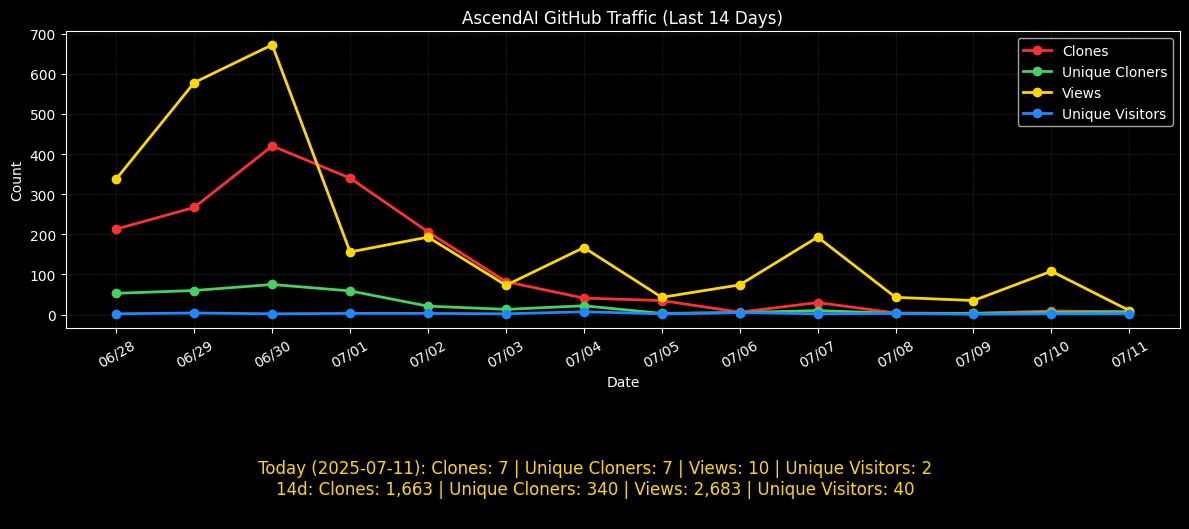 AscendAI GitHub Traffic (Last 14 Days)
Count
700
600
500
400
300
200
100
0
Clones
Unique Cloners
Views
Unique Visitors
06/28
06/29
06/30
07/01
07/02
07/03
07/04
07/05
07/06
07/07
07/08
07/09
07/10
07/11
Date
Today (2025-07-11): Clones: 7 | Unique Cloners: 7 | Views: 10 | Unique Visitors: 2
14d: Clones: 1,663 | Unique Cloners: 340 | Views: 2,683 | Unique Visitors: 40